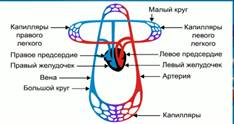 Малый круг
Капилляры
правого
легкого
Капилляры
левого
легкого
Правое предсердие
Правый желудочек
Вена
Большой круг
Левое предсердие
Левый желудочек
Артерия
Капилляры